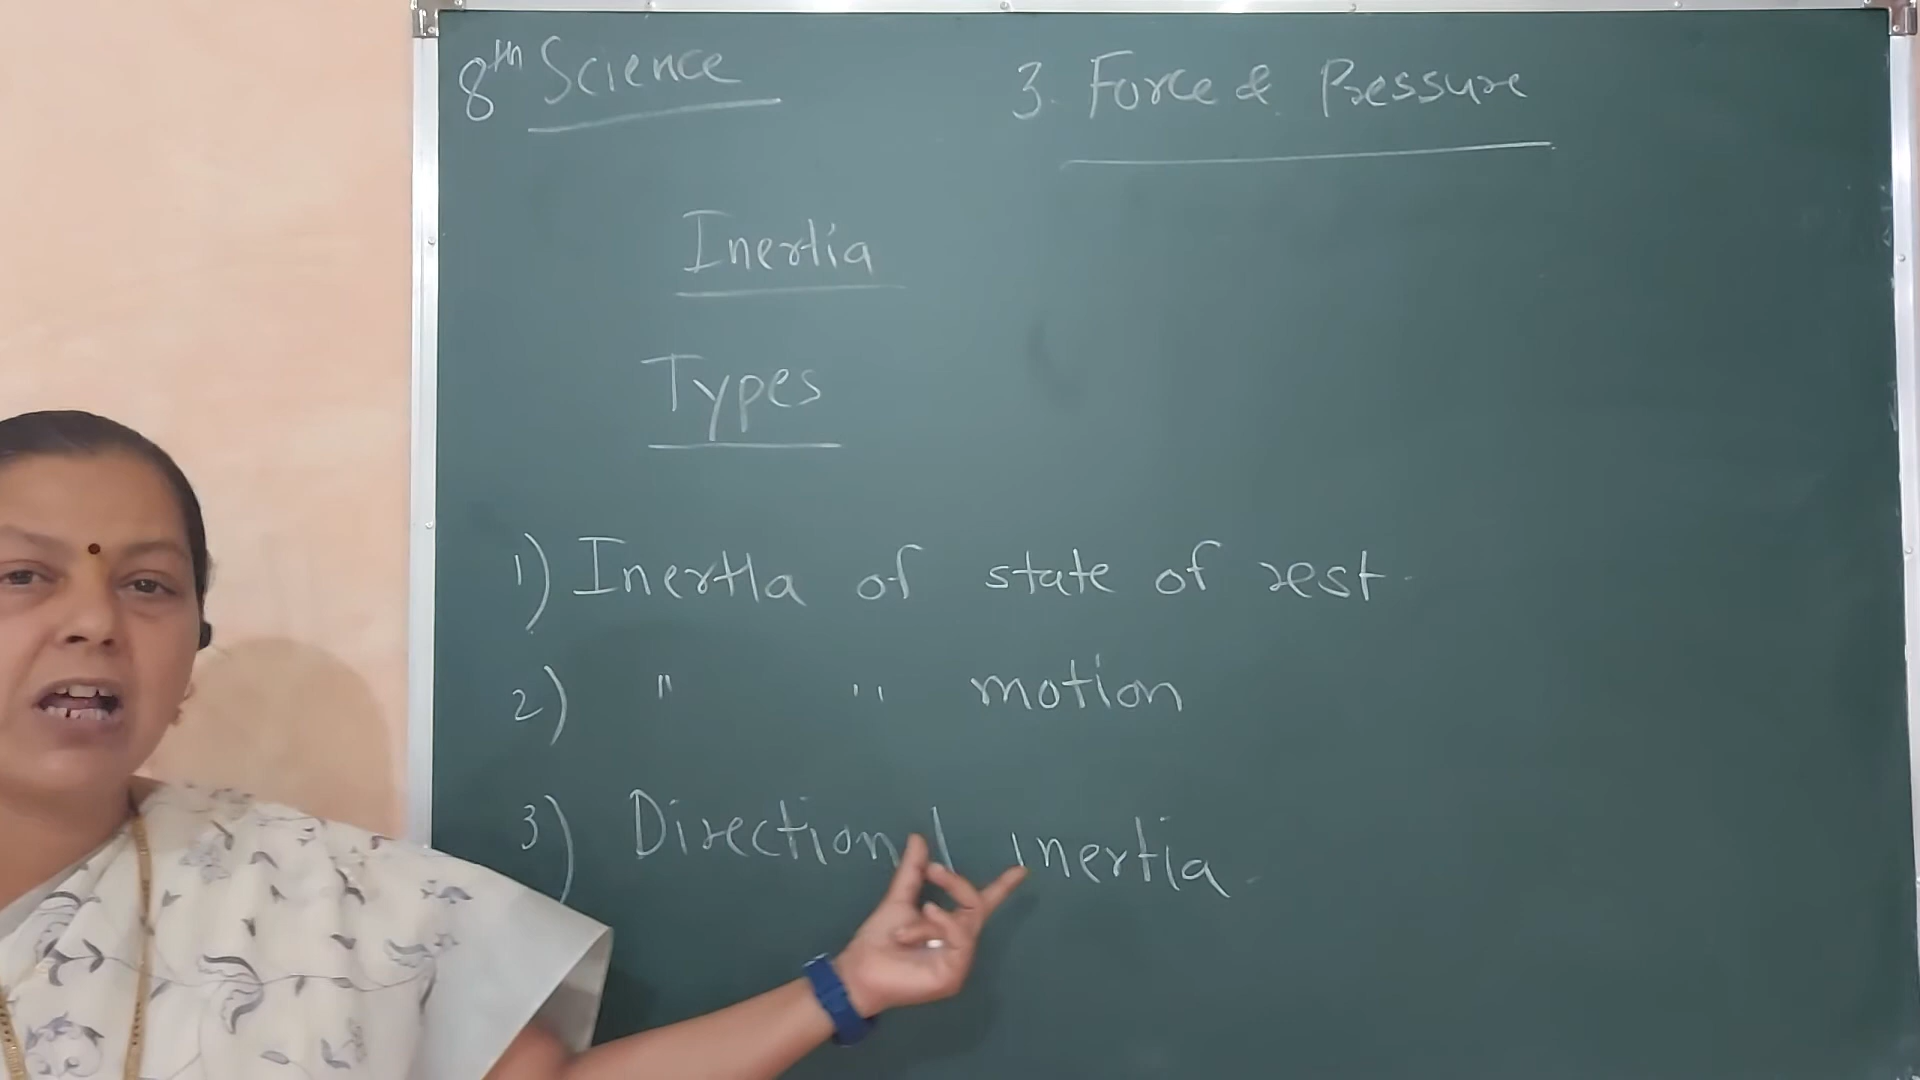 8th Science
3. Force & Pressure
Inertia
Types
1) Inertia of state of rest.
2) " " motion
3) Directional inertia.